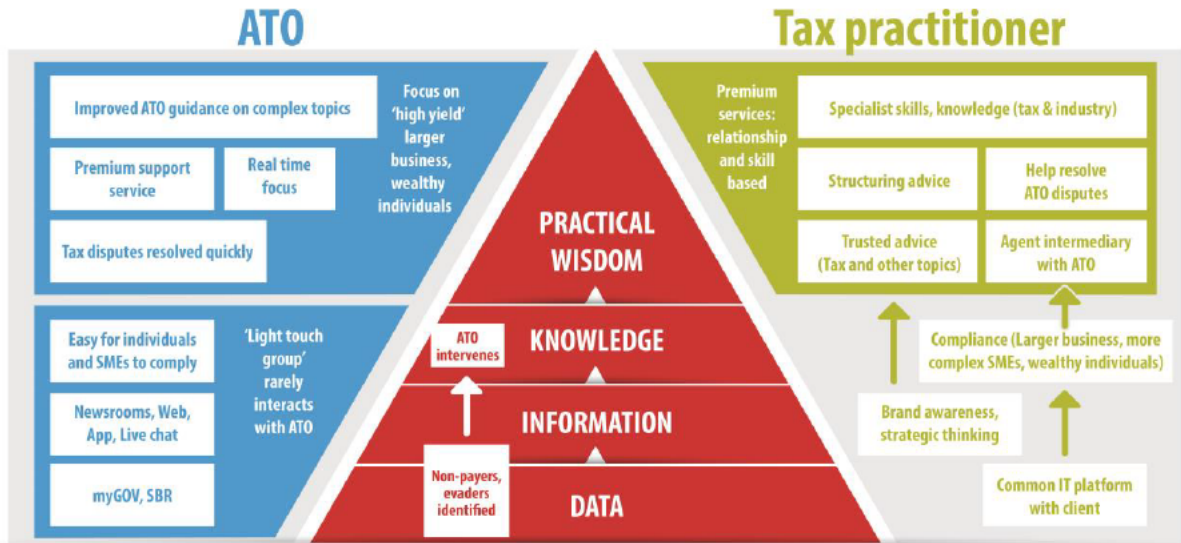 ATO
Tax practitioner
Improved ATO guidance on complex topics
Premium support
service
Real time
focus
Tax disputes resolved quickly
Focus on
‘high yield’
larger
business,
wealthy
individuals
Easy for individuals
and SMEs to comply
Newsrooms, Web,
App, Live chat
myGOV, SBR
‘Light touch
group’
rarely
interacts
with ATO
PRACTICAL
WISDOM
KNOWLEDGE
INFORMATION
DATA
ATO
intervenes
Non-payers,
evaders
identified
Premium
services:
relationship
and skill
based
Specialist skills, knowledge (tax & industry)
Structuring advice
Help resolve
ATO disputes
Trusted advice
(Tax and other topics)
Agent intermediary
with ATO
Compliance (Larger business, more
complex SMEs, wealthy individuals)
Brand awareness,
strategic thinking
Common IT platform
with client